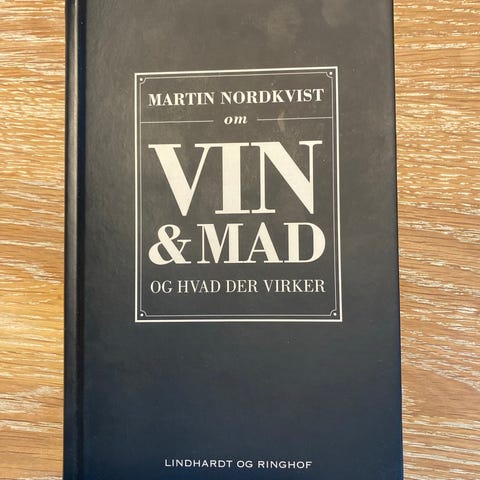 MARTIN NORDKVIST
om
VIN
& MAD
OG HVAD DER VIRKER
LINDHARDT OG RINGHOF